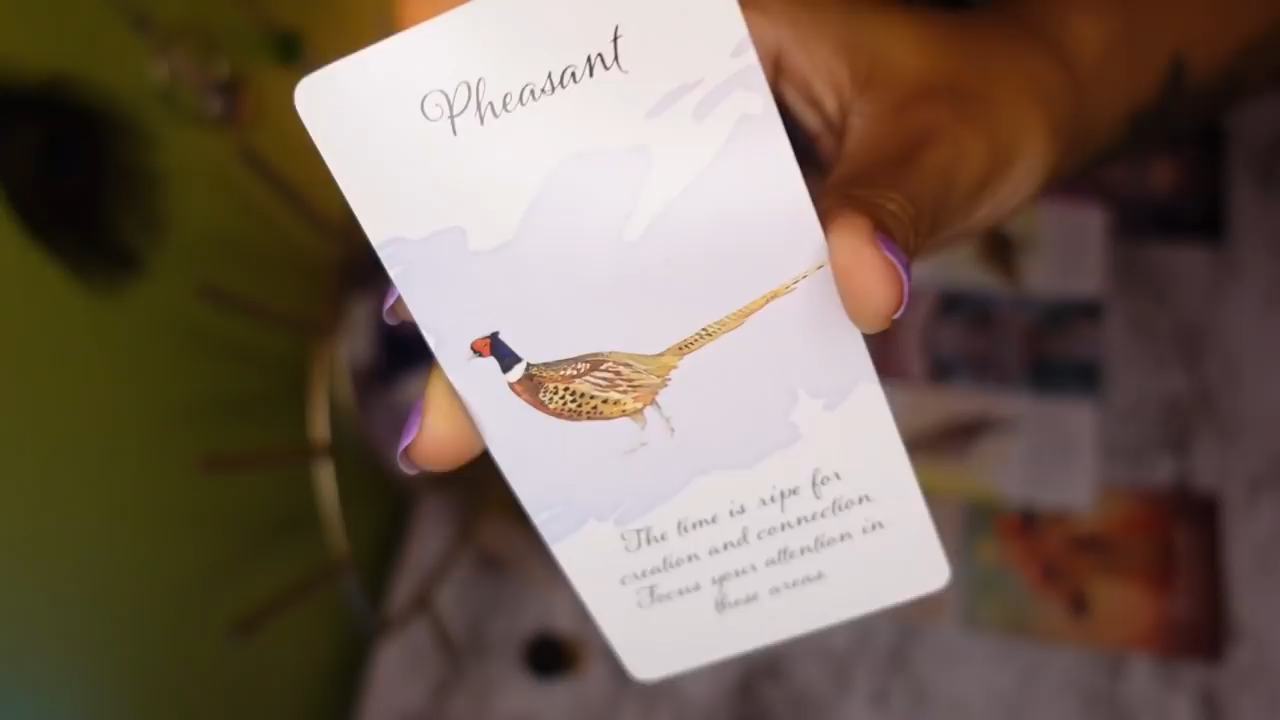 Pheasant
The time is ripe for
creation and connection
Focus your attention in
these areas.